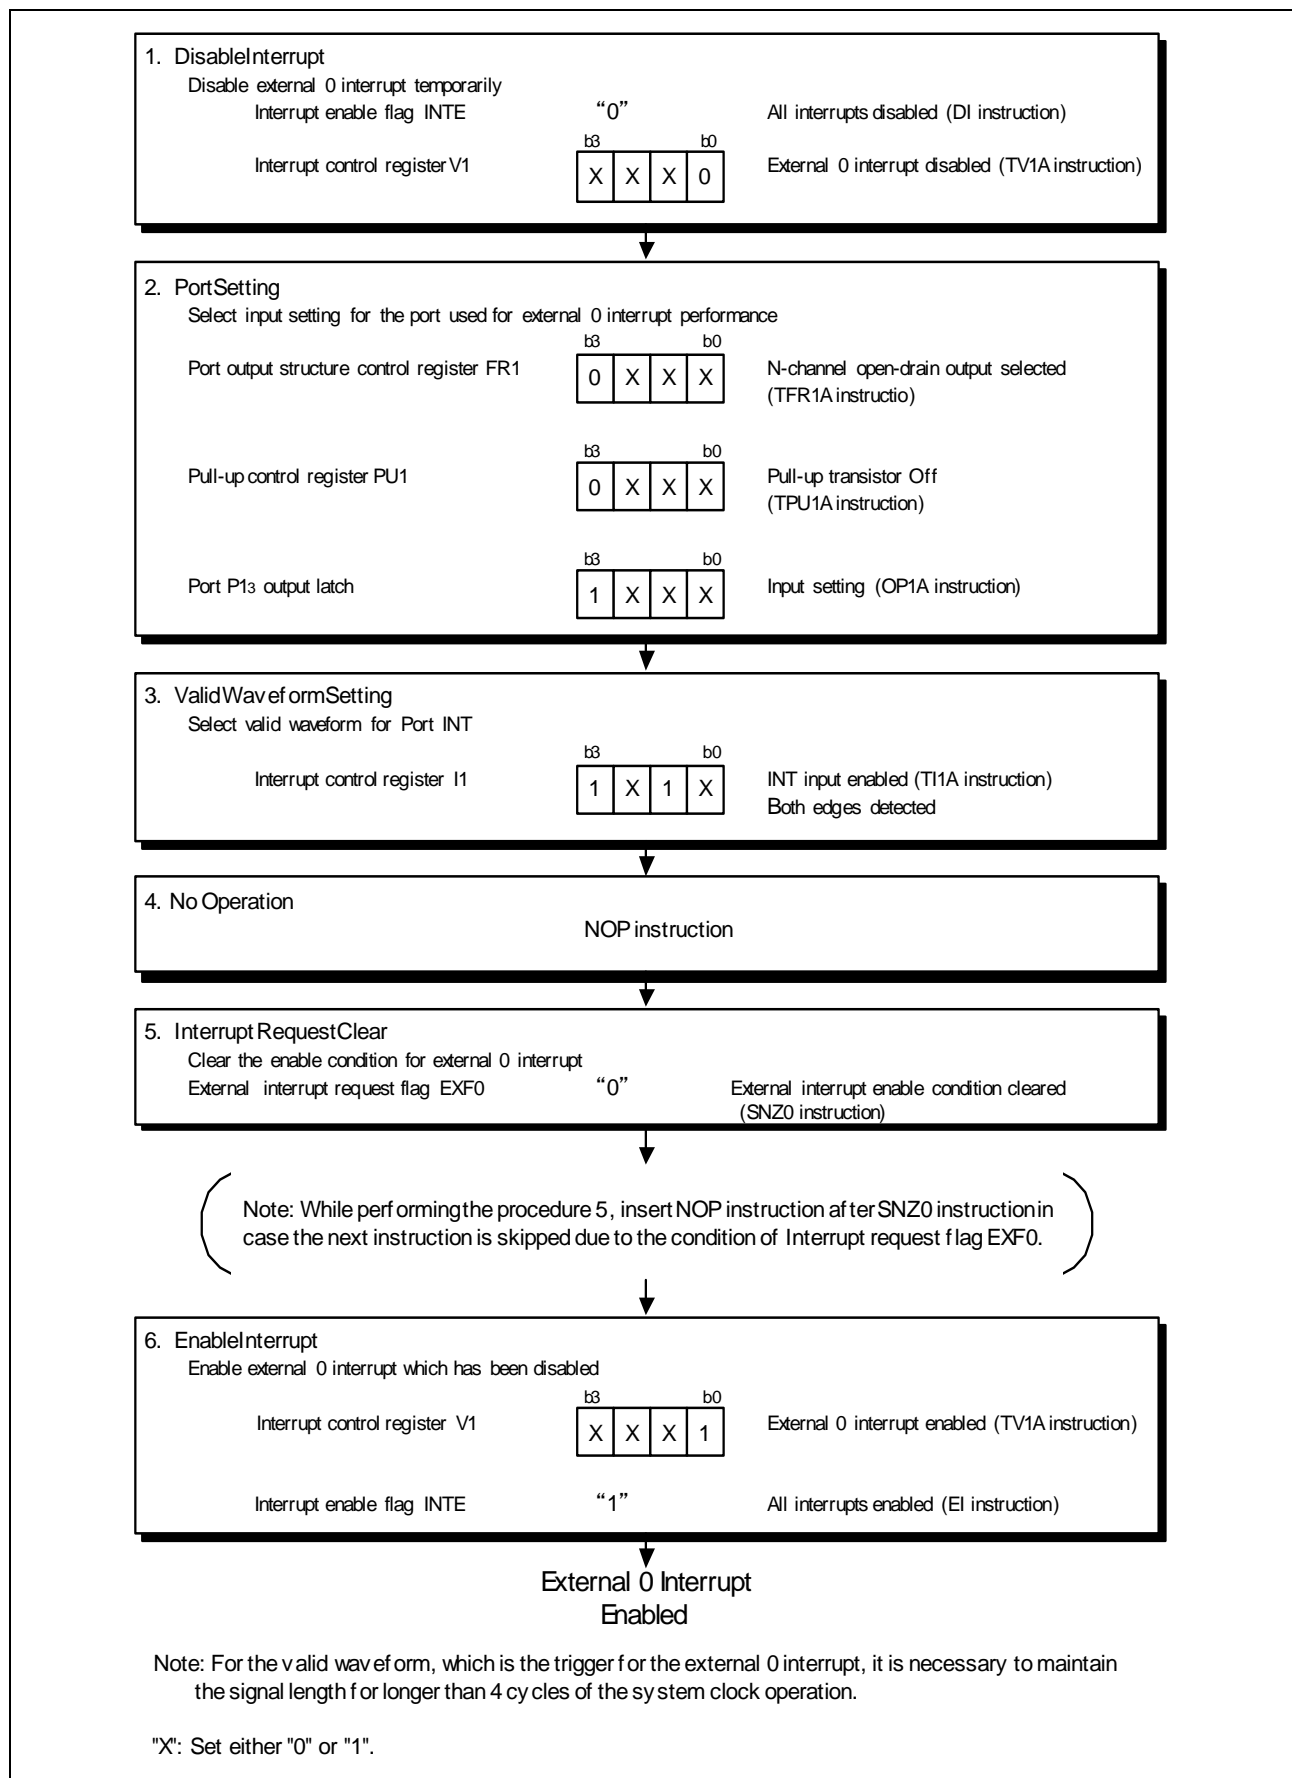 1. DisableInterrupt
Disable external 0 interrupt temporarily
Interrupt enable flag INTE “0” All interrupts disabled (DI instruction)
b3 b0
Interrupt control register V1 X X X 0 External 0 interrupt disabled (TV1A instruction)
2. PortSetting
Select input setting for the port used for external 0 interrupt performance
b3 b0
Port output structure control register FR1 0 X X X N-channel open-drain output selected
(TFR1A instructio)
b3 b0
Pull-up control register PU1 0 X X X Pull-up transistor Off
(TPU1A instruction)
b3 b0
Port P13 output latch 1 X X X Input setting (OP1A instruction)
3. ValidWaveformSetting
Select valid waveform for Port INT
b3 b0
Interrupt control register I1 1 X 1 X INT input enabled (TI1A instruction)
Both edges detected
4. No Operation
NOP instruction
5. Interrupt RequestClear
Clear the enable condition for external 0 interrupt
External interrupt request flag EXF0 “0” External interrupt enable condition cleared
(SNZ0 instruction)
Note: While performing the procedure 5, insert NOP instruction after SNZ0 instruction in
case the next instruction is skipped due to the condition of Interrupt request flag EXF0.
6. EnableInterrupt
Enable external 0 interrupt which has been disabled
b3 b0
Interrupt control register V1 X X X 1 External 0 interrupt enabled (TV1A instruction)
Interrupt enable flag INTE “1” All interrupts enabled (EI instruction)
External 0 Interrupt
Enabled
Note: For the valid waveform, which is the trigger for the external 0 interrupt, it is necessary to maintain
the signal length for longer than 4 cycles of the system clock operation.
"X": Set either "0" or "1".